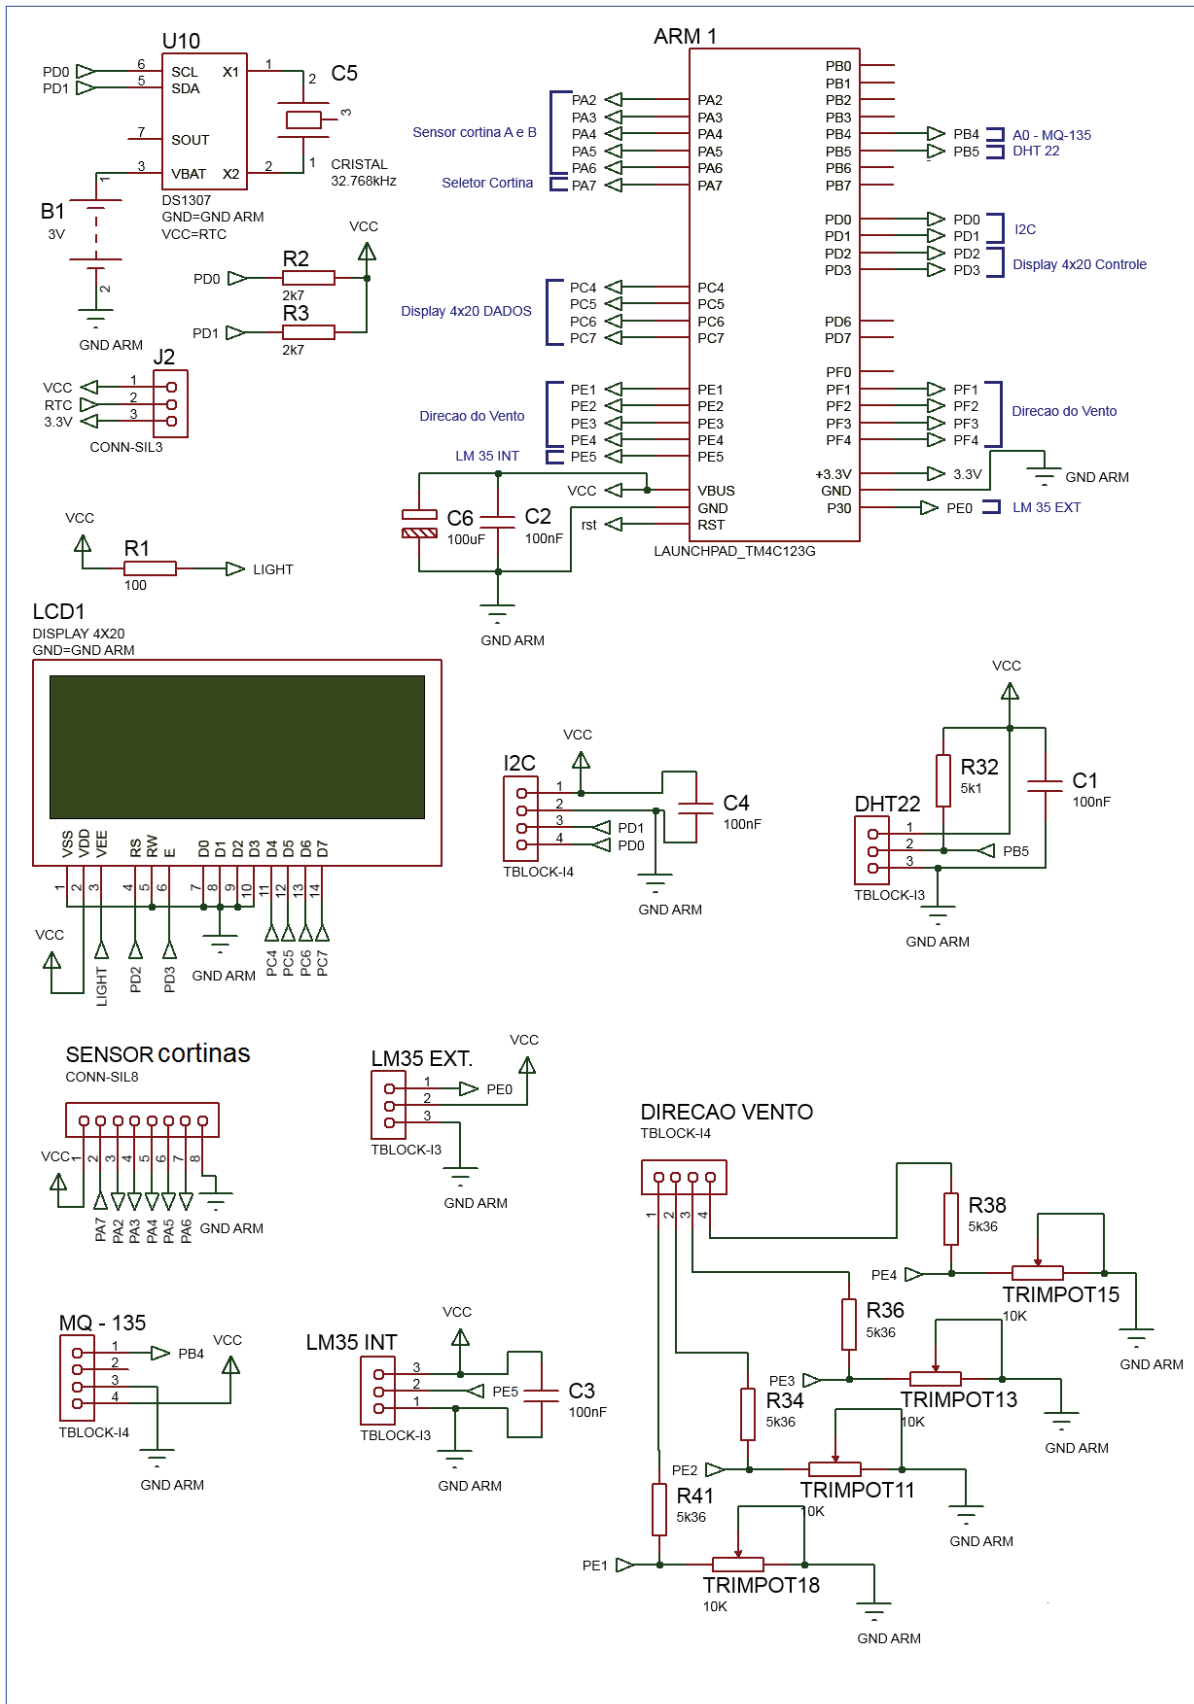 U10
PD0
PD1
6
5
SCL
SDA
X1
1
2
C5
3
7
SOUT
3
VBAT
X2
2
1
CRISTAL
32.768kHz
DS1307
GND=GND ARM
VCC=RTC
B1
3V
1
2
GND ARM
VCC
R2
PD0
2k7
R3
PD1
2k7
J2
VCC
1
RTC
2
3.3V
3
CONN-SIL3
VCC
R1
100
LIGHT
ARM 1
Sensor cortina A e B
PA2
PA3
PA4
PA5
PA6
Seletor Cortina
PA7
PA2
PA3
PA4
PA5
PA6
PA7
Display 4x20 DADOS
PC4
PC5
PC6
PC7
PC4
PC5
PC6
PC7
Direcao do Vento
PE1
PE2
PE3
PE4
LM 35 INT
PE5
PE1
PE2
PE3
PE4
PE5
VCC
VBUS
GND
rst
RST
C6
100uF
C2
100nF
GND ARM
PB0
PB1
PB2
PB3
PB4
PB5
PB6
PB7
PB4
A0 - MQ-135
PB5
DHT 22
PD0
PD1
PD2
PD3
PD0
PD1
I2C
PD2
PD3
Display 4x20 Controle
PD6
PD7
PF0
PF1
PF2
PF3
PF4
PF1
PF2
PF3
PF4
Direcao do Vento
+3.3V
3.3V
GND
GND ARM
P30
PE0
LM 35 EXT
LAUNCHPAD_TM4C123G
LCD1
DISPLAY 4X20
GND=GND ARM
VSS
VDD
VEE
RS
RW
E
D0
D1
D2
D3
D4
D5
D6
D7
1
2
3
4
5
6
7
8
9
10
11
12
13
14
VCC
LIGHT
PD2
PD3
GND ARM
PC4
PC5
PC6
PC7
VCC
I2C
1
2
3
PD1
4
PD0
TBLOCK-I4
C4
100nF
GND ARM
VCC
R32
5k1
C1
100nF
DHT22
1
2
PB5
3
TBLOCK-I3
GND ARM
SENSOR cortinas
CONN-SIL8
VCC
1
2
3
4
5
6
7
8
PA7
PA2
PA3
PA4
PA5
PA6
GND ARM
LM35 EXT.
VCC
1
PE0
2
3
TBLOCK-I3
GND ARM
DIRECAO VENTO
TBLOCK-I4
1
2
3
4
R38
5k36
PE4
TRIMPOT15
10K
GND ARM
R36
5k36
PE3
TRIMPOT13
10K
GND ARM
R34
5k36
PE2
TRIMPOT11
10K
GND ARM
R41
5k36
PE1
TRIMPOT18
10K
GND ARM
MQ - 135
1
PB4
VCC
2
3
4
TBLOCK-I4
GND ARM
VCC
LM35 INT
3
2
PE5
1
TBLOCK-I3
C3
100nF
GND ARM